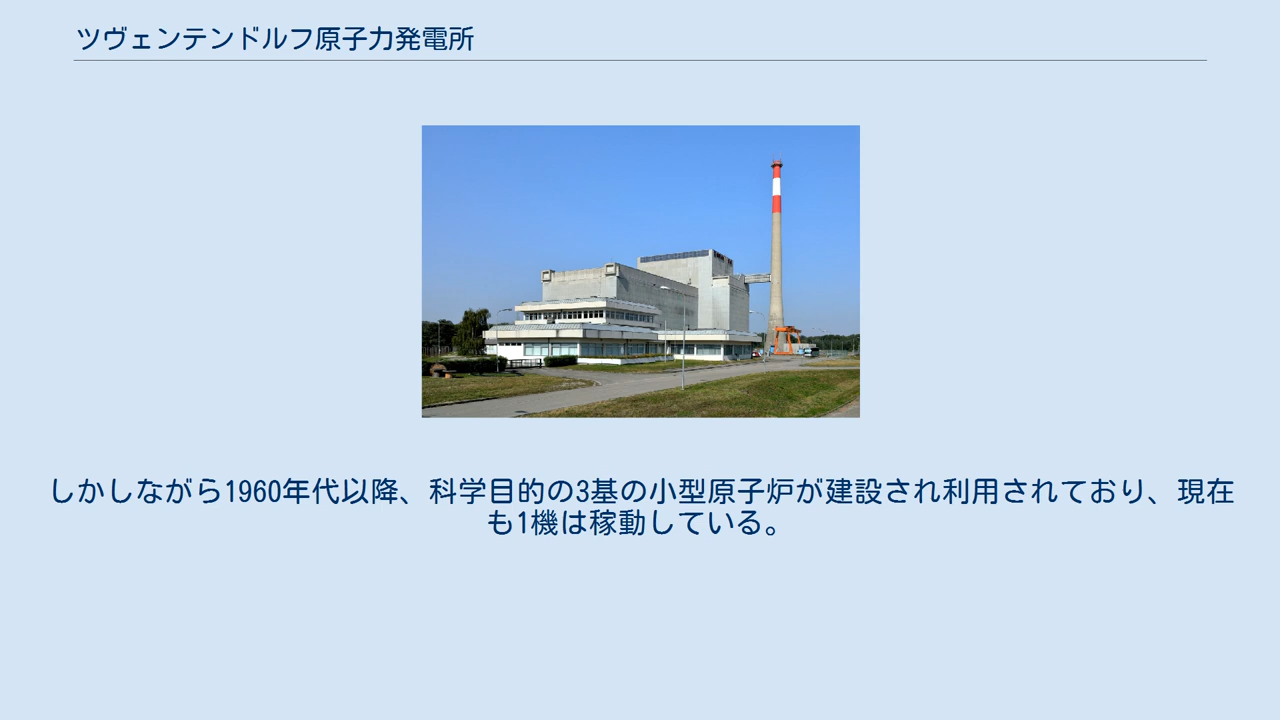 ツヴェンテンドルフ原子力発電所
しかしながら1960年代以降、科学目的の3基の小型原子炉が建設され利用されており、現在
も1機は稼動している。